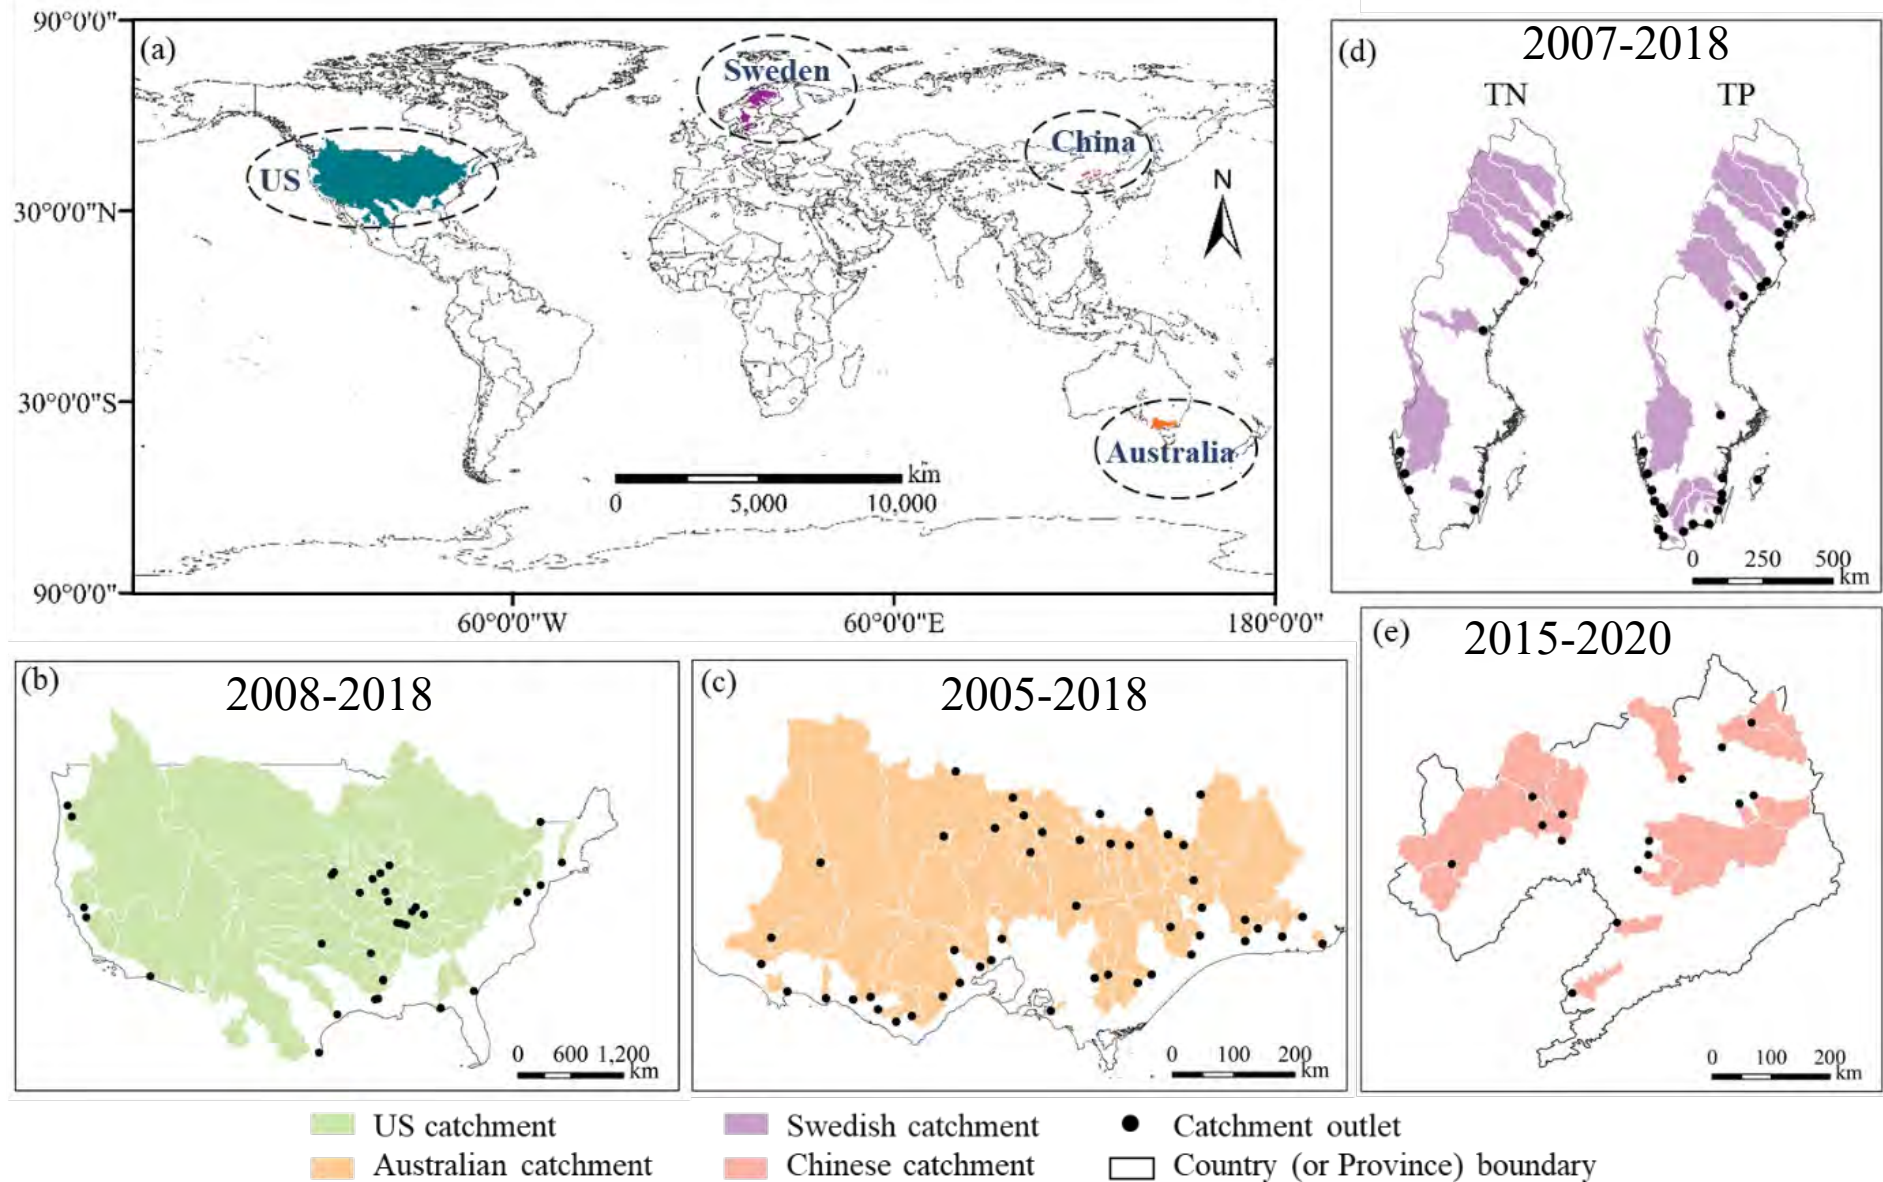 90°0'0"
(a)
Sweden
China
US
N
30°0'0"N
30°0'0"S
Australia
km
0 5,000 10,000
90°0'0"
60°0'0"W 60°0'0"E 180°0'0"
(d)
2007-2018
TN TP
0 250 500
km
(b)
2008-2018
0 600 1,200
km
(c)
2005-2018
0 100 200
km
(e)
2015-2020
0 100 200
km
US catchment
Swedish catchment
Catchment outlet
Australian catchment
Chinese catchment
Country (or Province) boundary